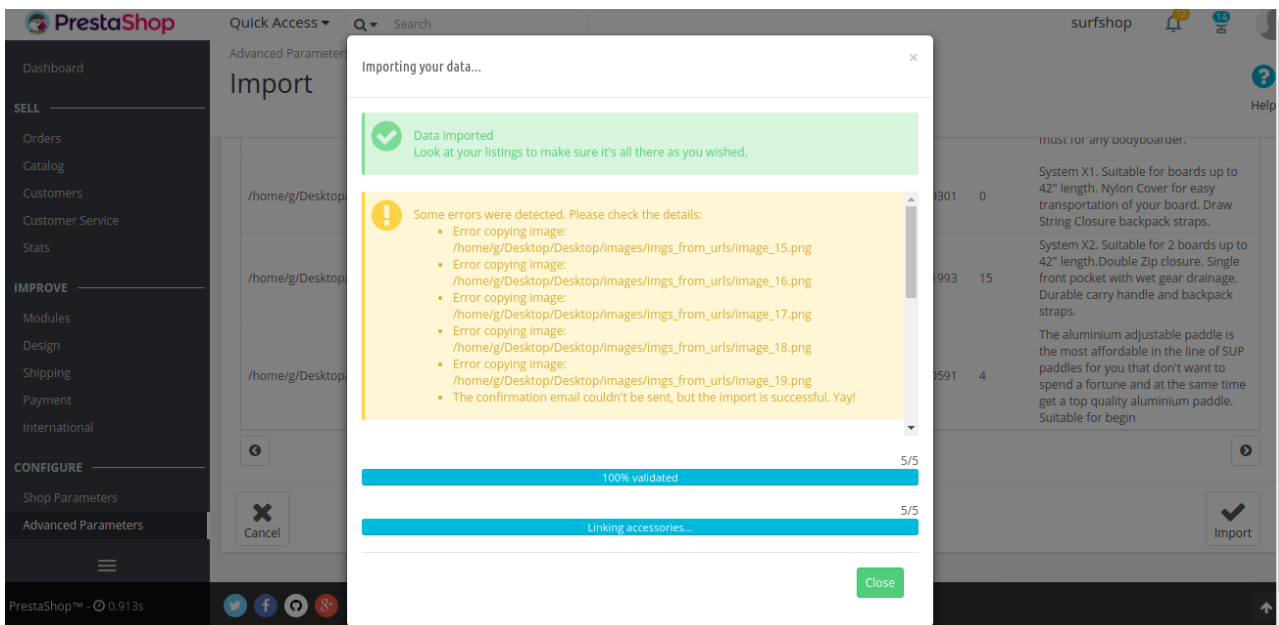 PrestaShop
Quick Access
Search
surfshop
12
14
Dashboard
Advanced Parameters
Import
Help
SELL
Orders
Catalog
Customers
Customer Service
Stats
IMPROVE
Modules
Design
Shipping
Payment
International
CONFIGURE
Shop Parameters
Advanced Parameters
PrestaShop™ - 0.913s
Importing your data...
×
Data imported
Look at your listings to make sure it's all there as you wished.
Some errors were detected. Please check the details:
• Error copying image:
/home/g/Desktop/Desktop/images/imgs_from_urls/image_15.png
• Error copying image:
/home/g/Desktop/Desktop/images/imgs_from_urls/image_16.png
• Error copying image:
/home/g/Desktop/Desktop/images/imgs_from_urls/image_17.png
• Error copying image:
/home/g/Desktop/Desktop/images/imgs_from_urls/image_18.png
• Error copying image:
/home/g/Desktop/Desktop/images/imgs_from_urls/image_19.png
• The confirmation email couldn't be sent, but the import is successful. Yay!
5/5
100% validated
5/5
Linking accessories...
Close
must for any bodyboarder.
/home/g/Desktop/
9301 0
System X1. Suitable for boards up to
42" length. Nylon Cover for easy
transportation of your board. Draw
String Closure backpack straps.
/home/g/Desktop/
1993 15
System X2. Suitable for 2 boards up to
42" length.Double Zip closure. Single
front pocket with wet gear drainage.
Durable carry handle and backpack
straps.
/home/g/Desktop/
0591 4
The aluminium adjustable paddle is
the most affordable in the line of SUP
paddles for you that don't want to
spend a fortune and at the same time
get a top quality aluminium paddle.
Suitable for begin
Cancel
Import